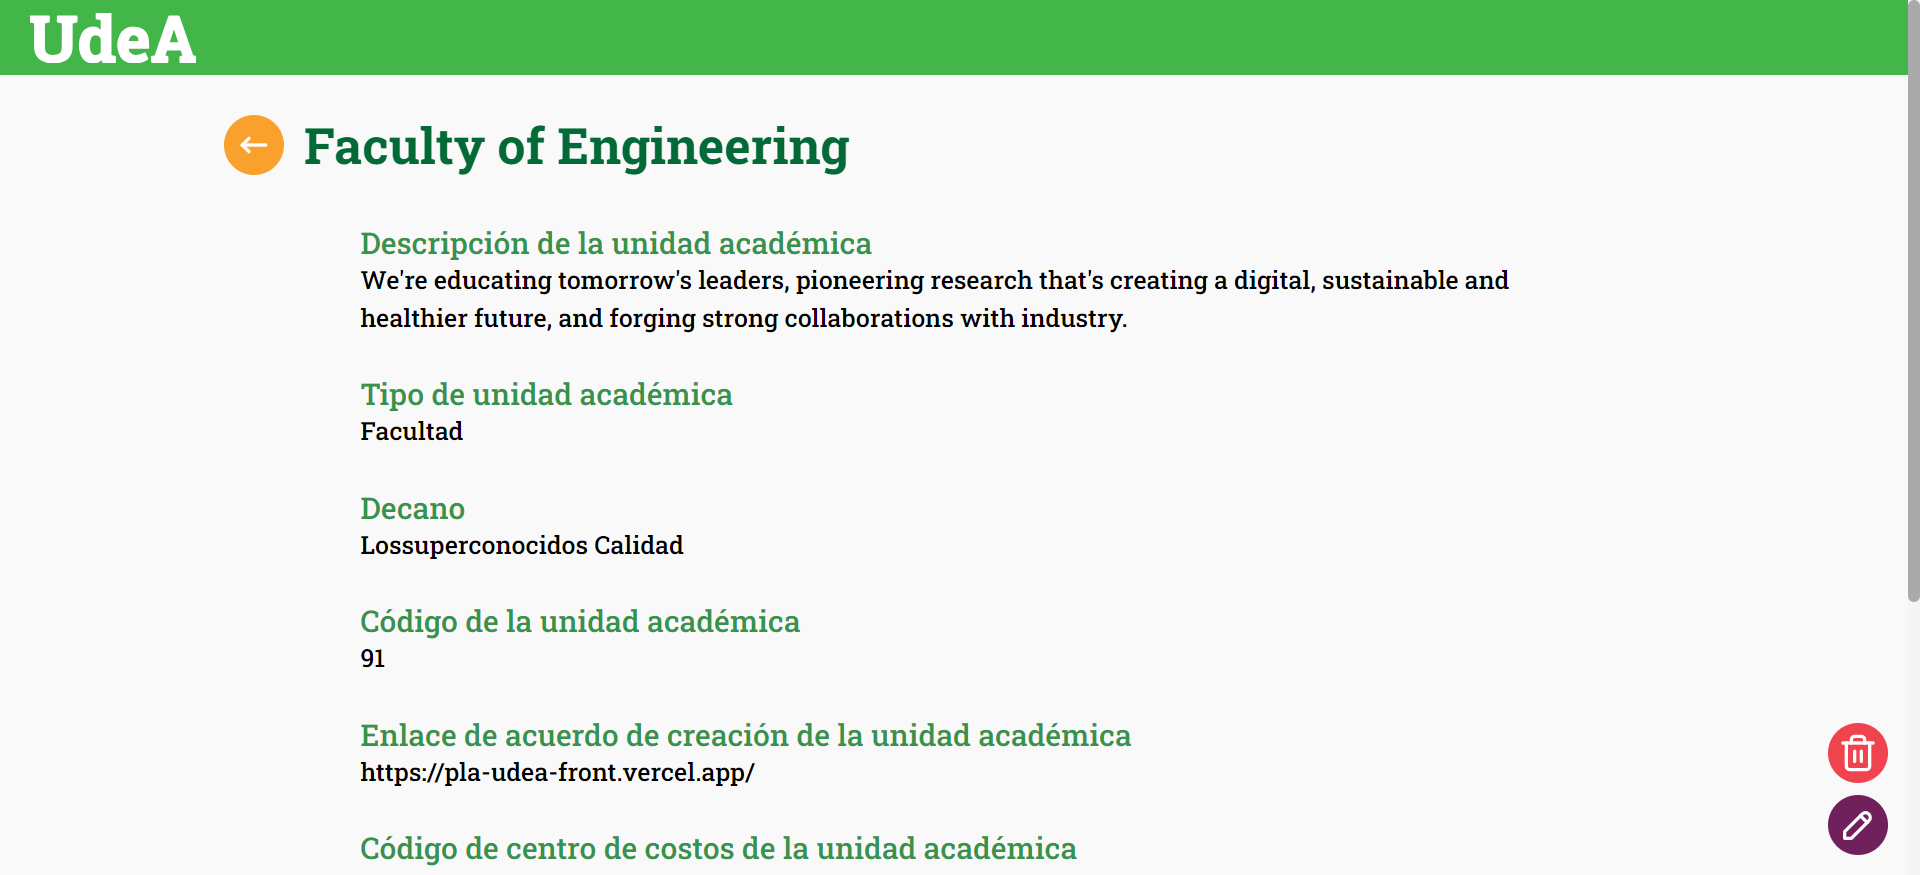 UdeA
Faculty of Engineering
Descripción de la unidad académica
We're educating tomorrow's leaders, pioneering research that's creating a digital, sustainable and
healthier future, and forging strong collaborations with industry.
Tipo de unidad académica
Facultad
Decano
Lossuperconocidos Calidad
Código de la unidad académica
91
Enlace de acuerdo de creación de la unidad académica
https://pla-udea-front.vercel.app/
Código de centro de costos de la unidad académica